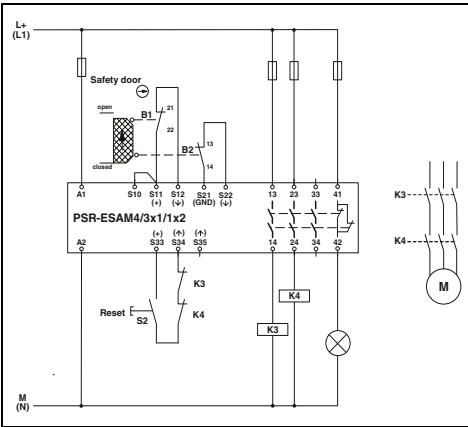 L+
(L1)
Safety door
open
B1
21
22
B2
13
14
closed
A1 S10 S11 S12 S21 S22 13 23 33 41
(+) (↓) (GND) (↓)
PSR-ESAM4/3x1/1x2
(+) (↑) (↑)
A2 S33 S34 S35 14 24 34 42
K3
K4
Reset
S2
K4
K3
K3
K4
M
M
(N)